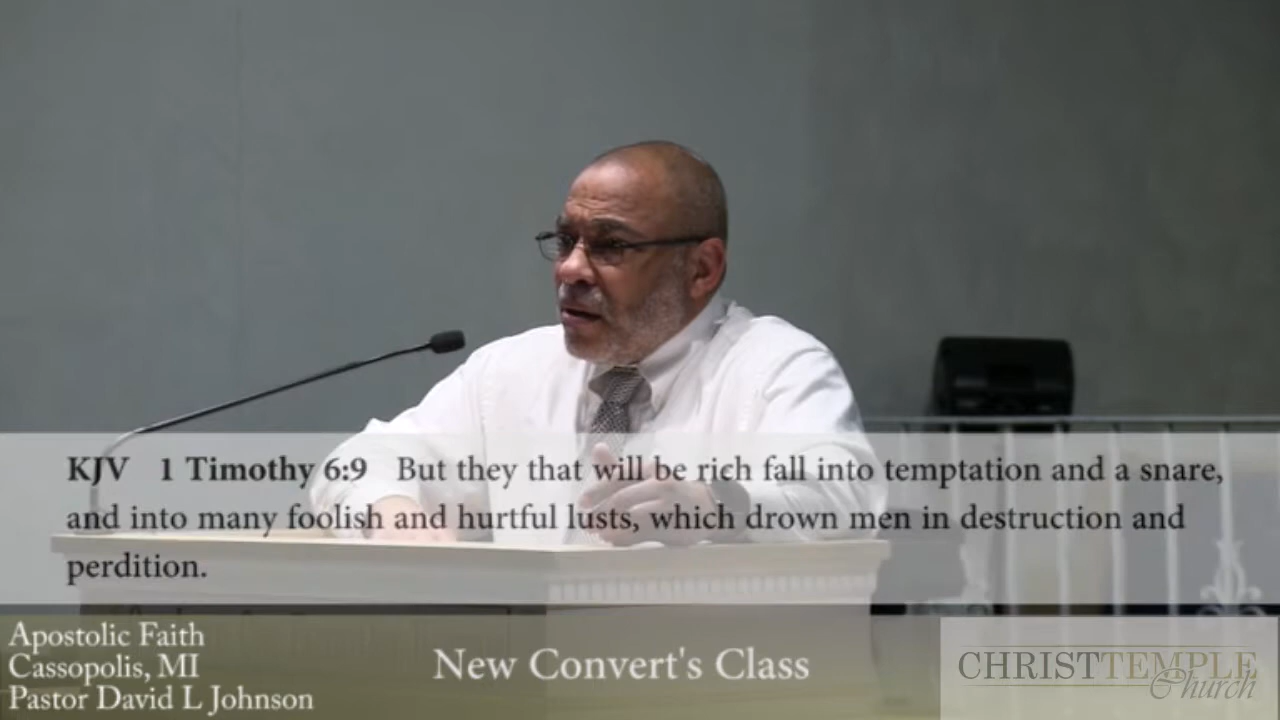 KJV 1 Timothy 6:9 But they that will be rich fall into temptation and a snare,
and into many foolish and hurtful lusts, which drown men in destruction and
perdition.
Apostolic Faith
Cassopolis, MI
Pastor David L Johnson
New Convert's Class
CHRISTTEMPLE
Church